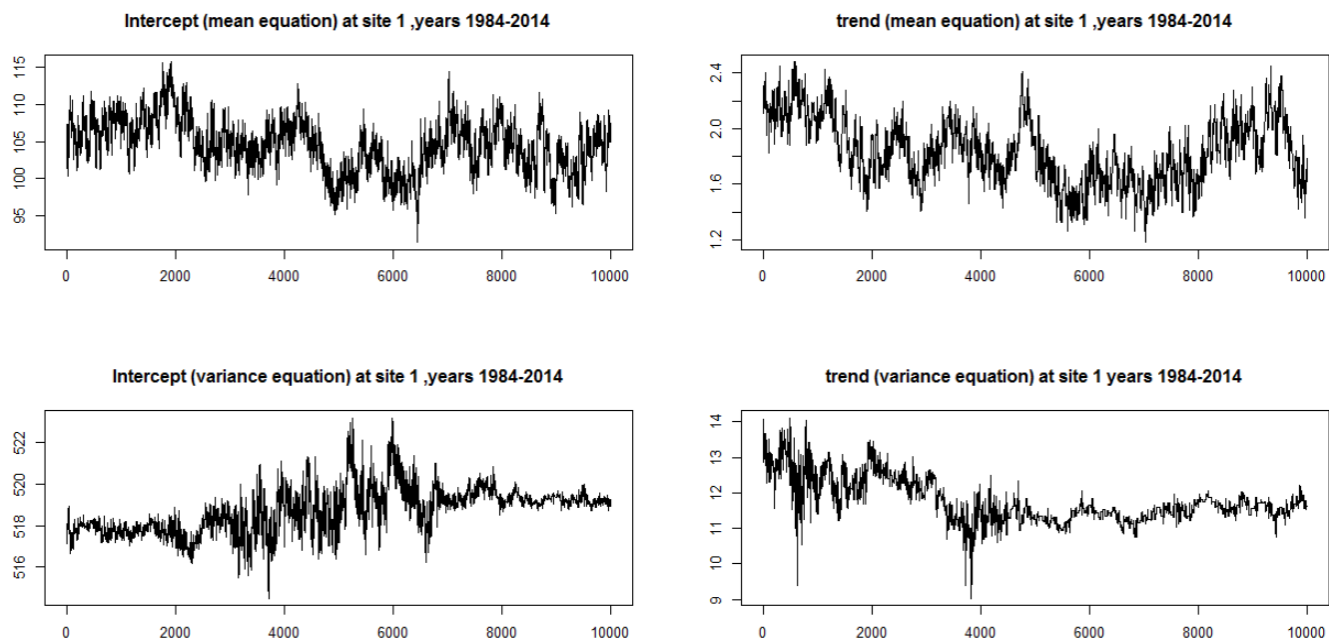 Intercept (mean equation) at site 1 ,years 1984-2014
115
110
105
100
95
0 2000 4000 6000 8000 10000
trend (mean equation) at site 1 ,years 1984-2014
2.4
2.0
1.6
1.2
0 2000 4000 6000 8000 10000
Intercept (variance equation) at site 1 ,years 1984-2014
522
520
518
516
0 2000 4000 6000 8000 10000
trend (variance equation) at site 1 years 1984-2014
14
13
12
11
10
9
0 2000 4000 6000 8000 10000